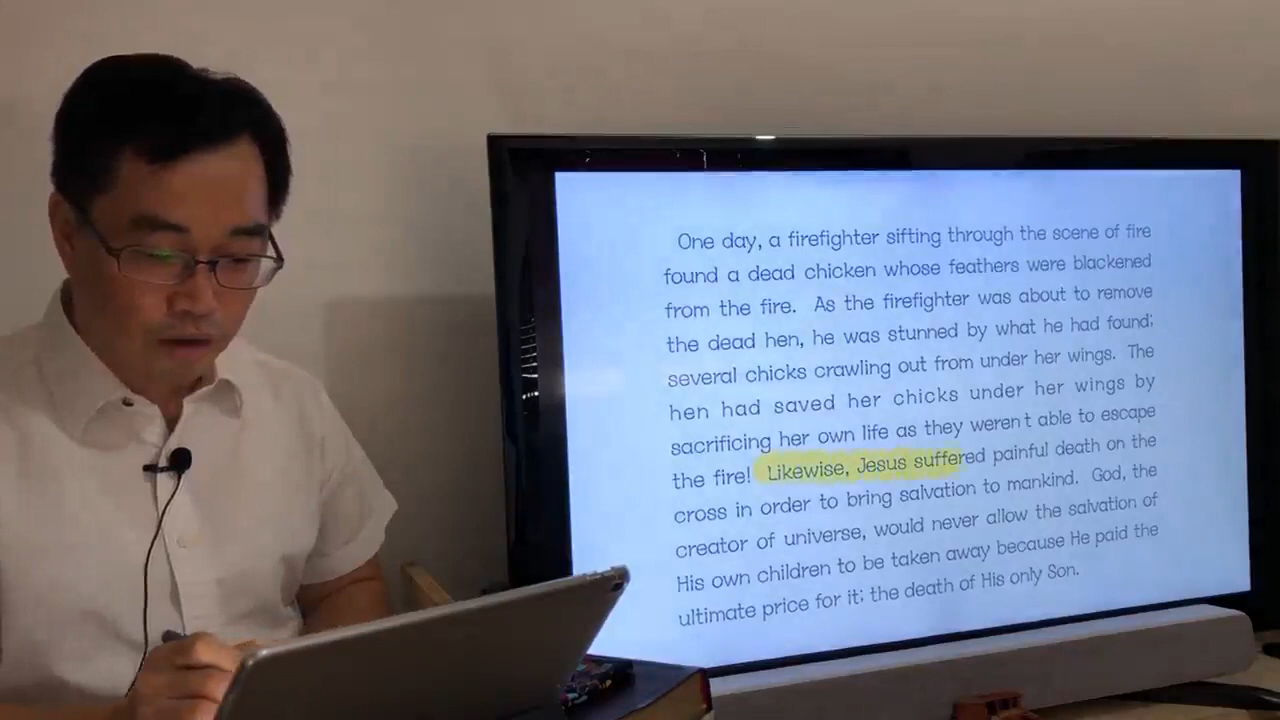 One day, a firefighter sifting through the scene of fire
found a dead chicken whose feathers were blackened
from the fire. As the firefighter was about to remove
the dead hen, he was stunned by what he had found;
several chicks crawling out from under her wings. The
hen had saved her chicks under her wings by
sacrificing her own life as they weren't able to escape
the fire! Likewise, Jesus suffered painful death on the
cross in order to bring salvation to mankind. God, the
creator of universe, would never allow the salvation of
His own children to be taken away because He paid the
ultimate price for it; the death of His only Son.